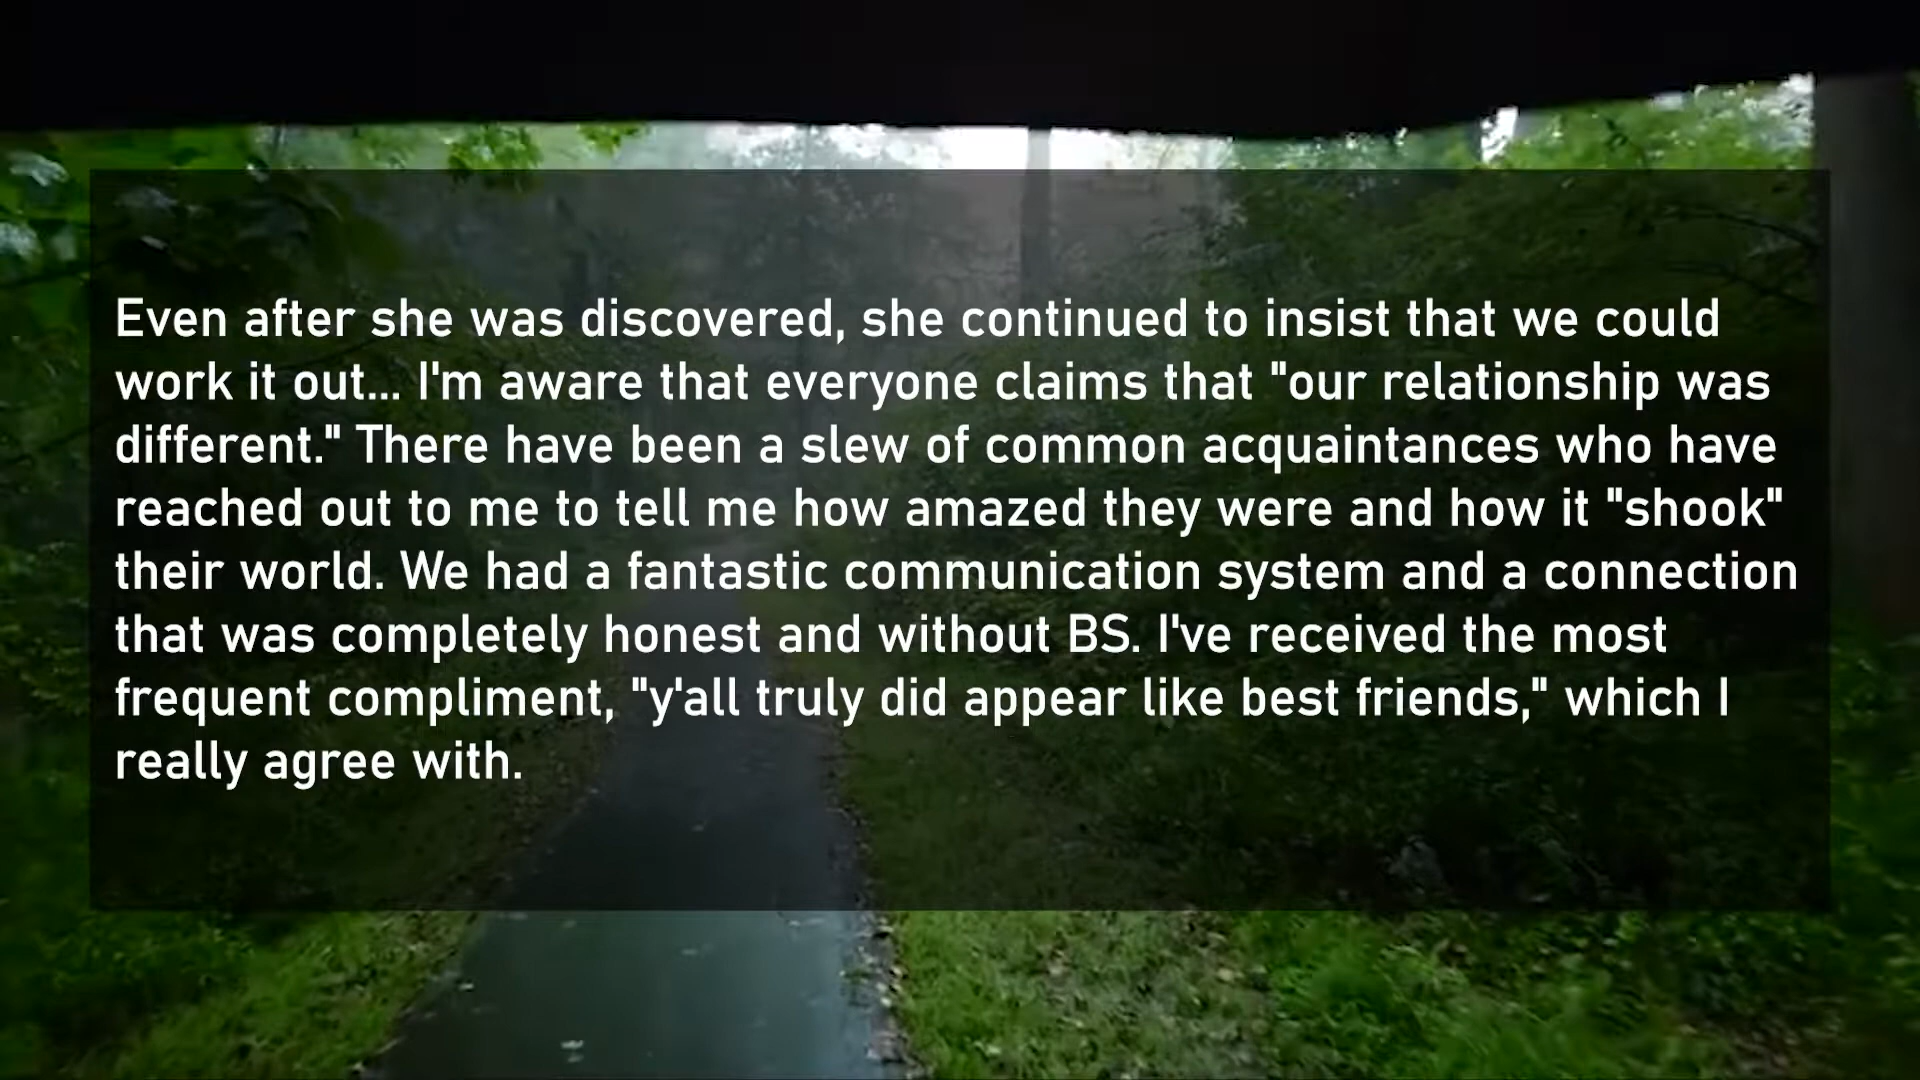 Even after she was discovered, she continued to insist that we could
work it out... I'm aware that everyone claims that "our relationship was
different." There have been a slew of common acquaintances who have
reached out to me to tell me how amazed they were and how it "shook"
their world. We had a fantastic communication system and a connection
that was completely honest and without BS. I've received the most
frequent compliment, "y'all truly did appear like best friends," which I
really agree with.